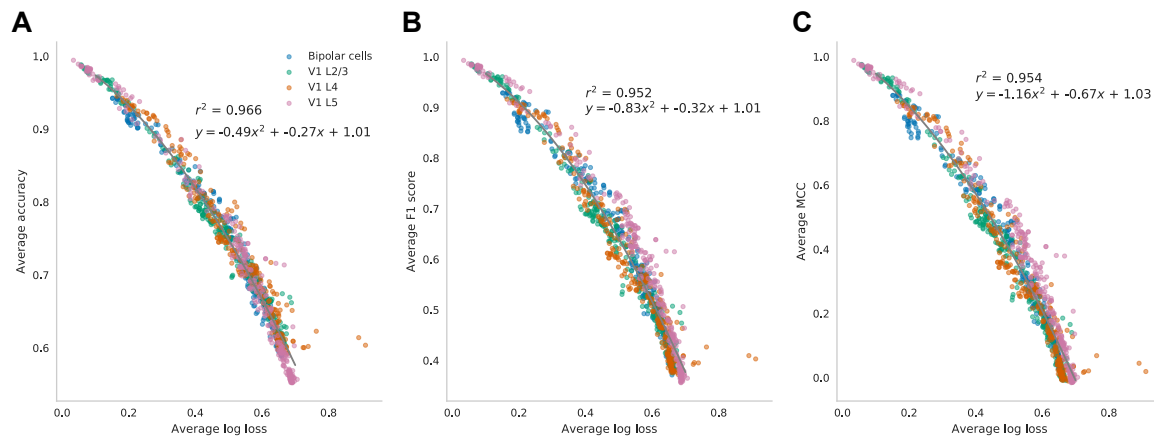 A
B
C
Average accuracy
1.0
0.9
0.8
0.7
0.6
0.0
0.2
0.4
0.6
0.8
Average log loss
Bipolar cells
V1 L2/3
V1 L4
V1 L5
r² = 0.966
y = -0.49x² + -0.27x + 1.01
Average F1 score
1.0
0.9
0.8
0.7
0.6
0.5
0.4
0.0
0.2
0.4
0.6
0.8
Average log loss
r² = 0.952
y = -0.83x² + -0.32x + 1.01
Average MCC
1.0
0.8
0.6
0.4
0.2
0.0
0.0
0.2
0.4
0.6
0.8
Average log loss
r² = 0.954
y = -1.16x² + -0.67x + 1.03